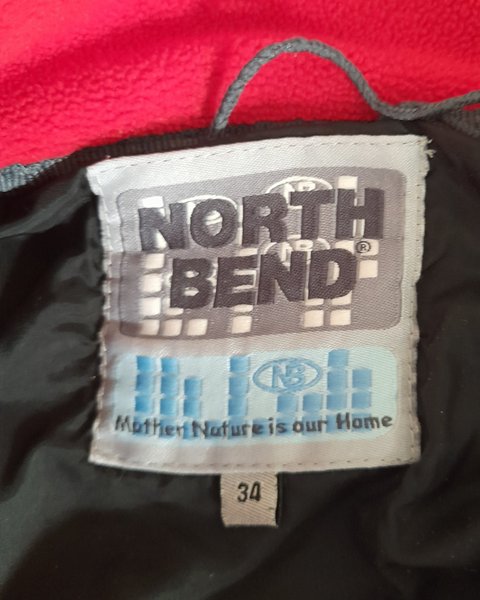 NORTH
BEND®
NB
Mother Nature is our Home
34